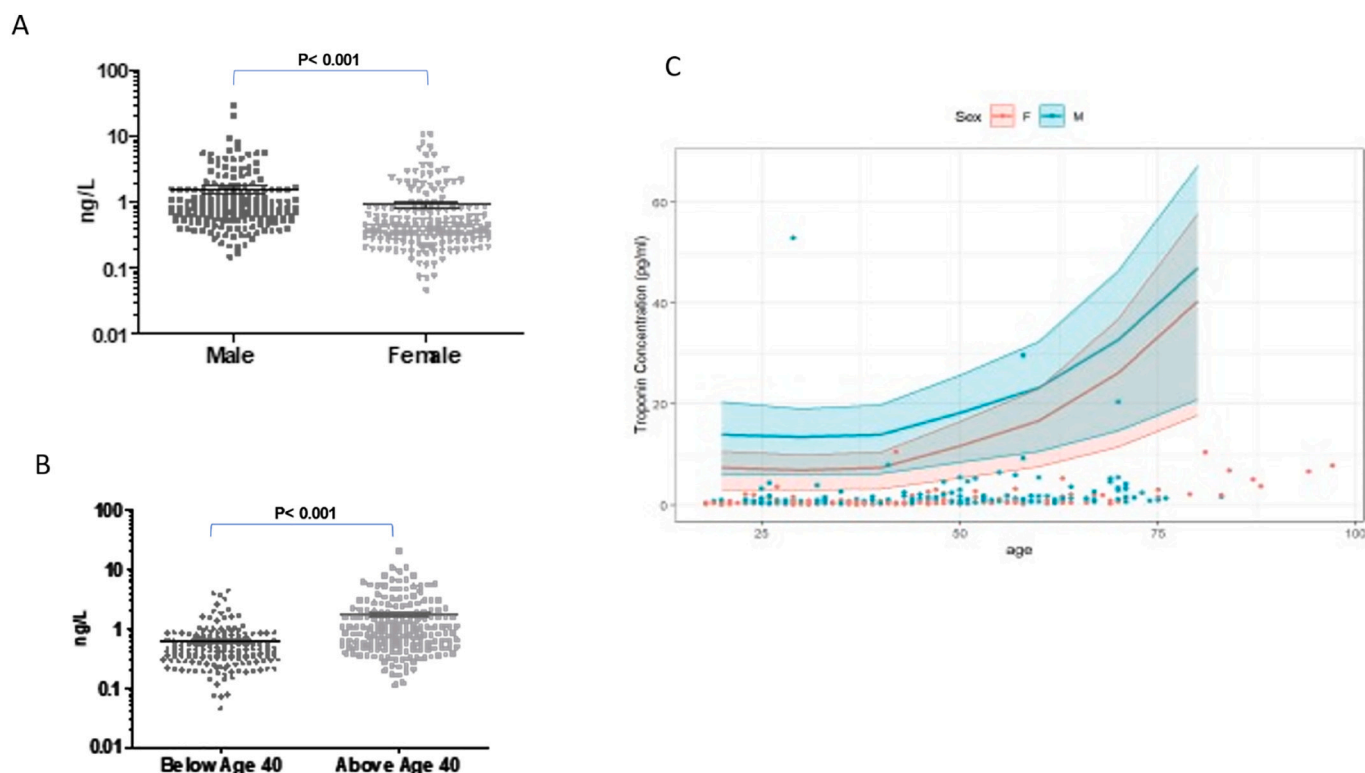 A
P< 0.001
100
10
1
0.1
0.01
ng/L
Male
Female
B
P< 0.001
100
10
1
0.1
0.01
ng/L
Below Age 40
Above Age 40
C
Sex F M
Troponin Concentration (pg/ml)
60
40
20
0
25
50
75
100
age